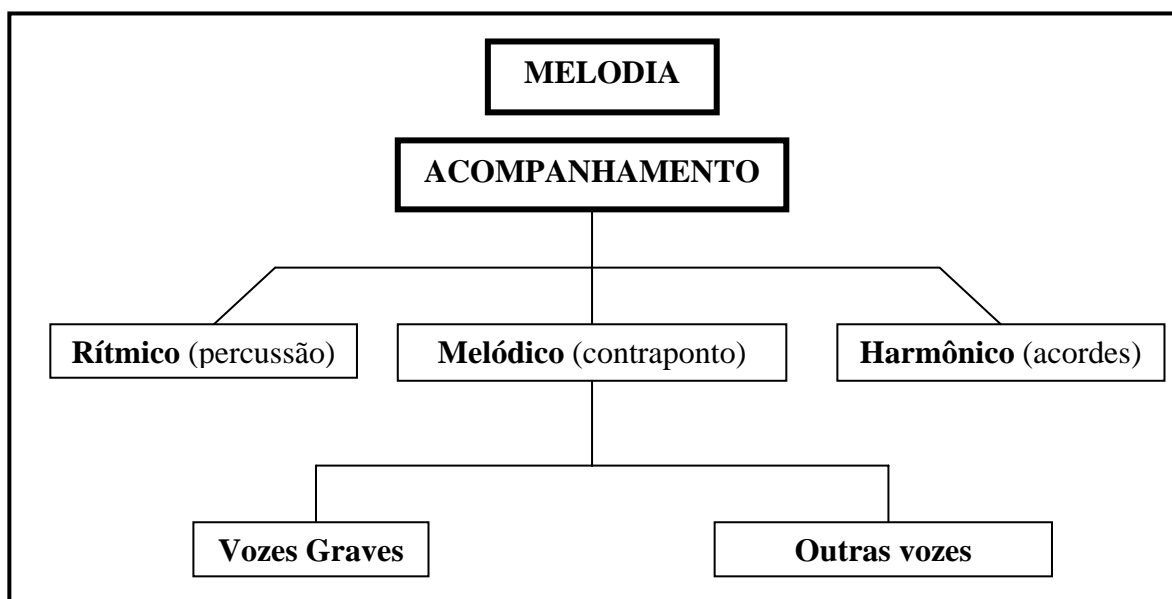 MELODIA
ACOMPANHAMENTO
Rítmico (percussão)
Melódico (contraponto)
Harmônico (acordes)
Vozes Graves
Outras vozes